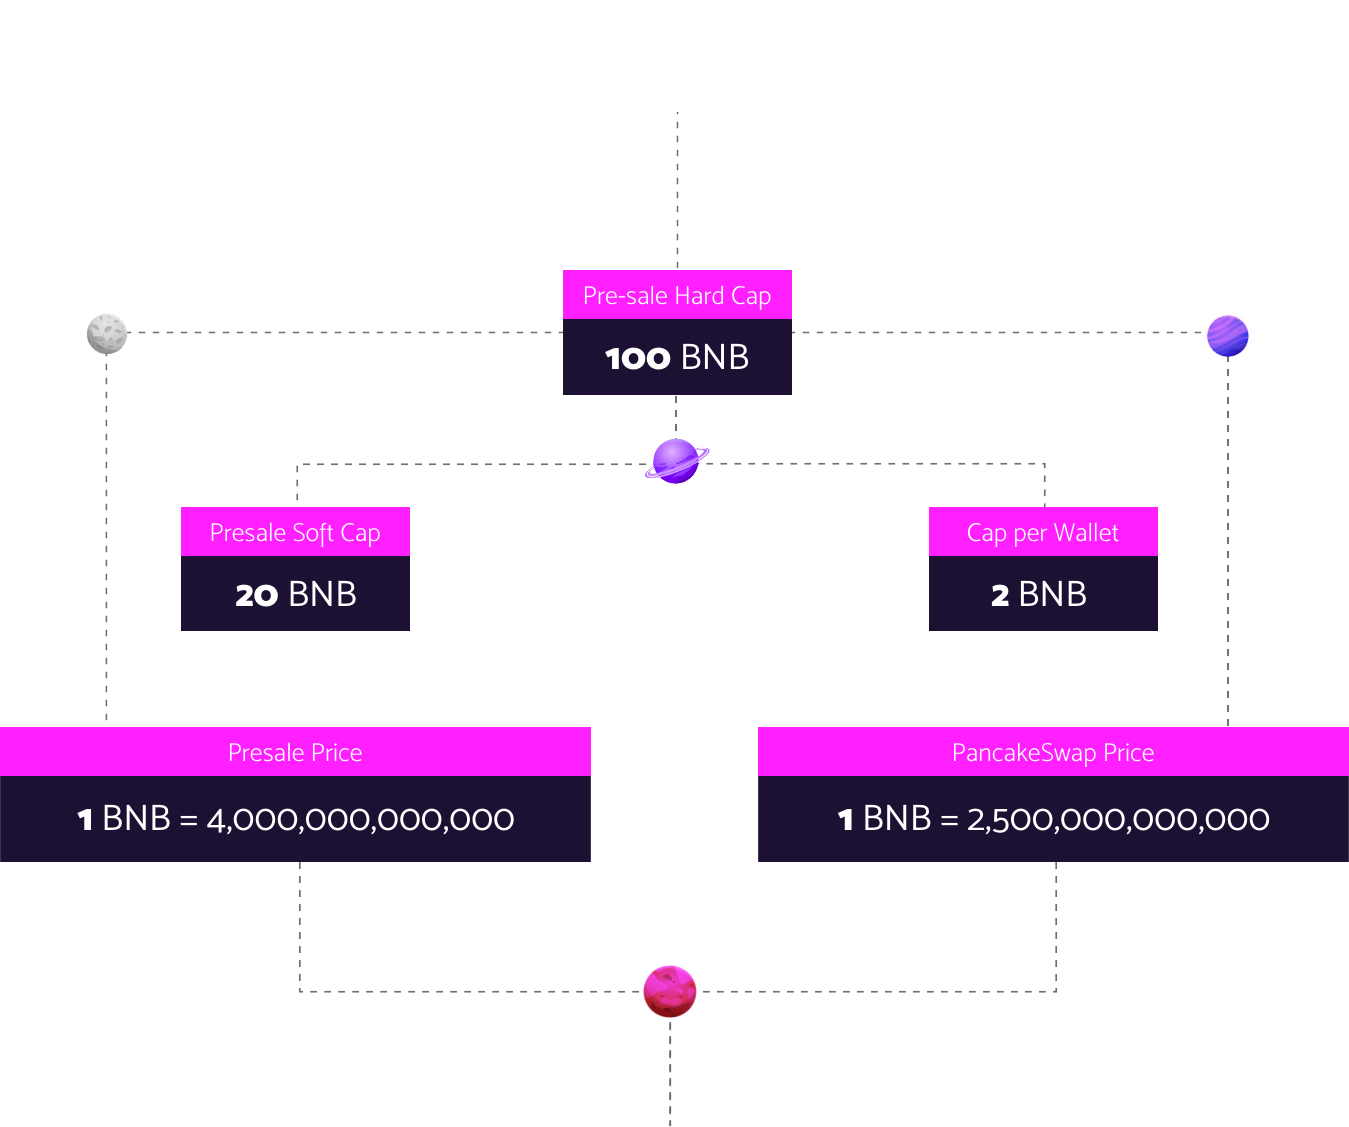 Pre-sale Hard Cap
100 BNB
Presale Soft Cap
20 BNB
Cap per Wallet
2 BNB
Presale Price
1 BNB = 4,000,000,000,000
PancakeSwap Price
1 BNB = 2,500,000,000,000